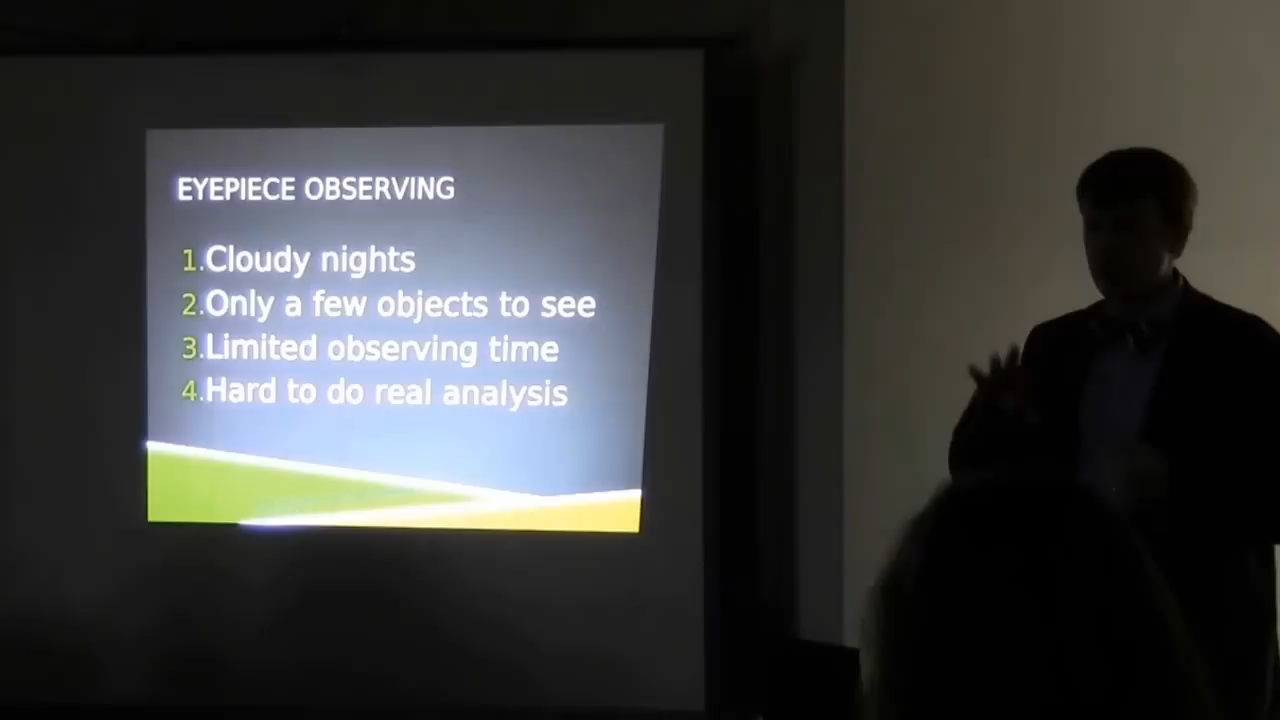 EYEPIECE OBSERVING
1.Cloudy nights
2.Only a few objects to see
3.Limited observing time
4.Hard to do real analysis